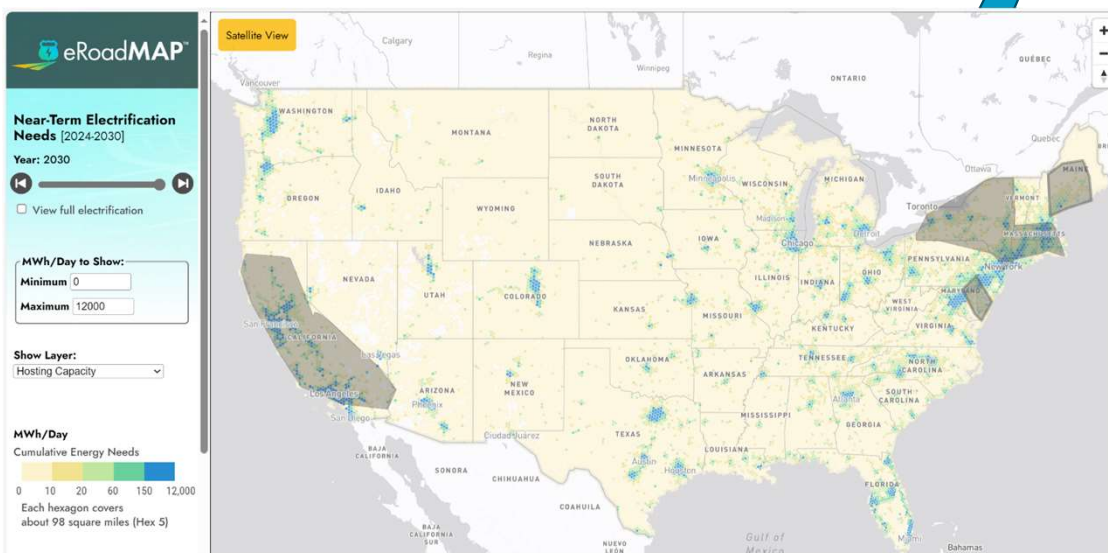 eRoadMAP™
Near-Term Electrification
Needs [2024-2030]
Year: 2030
View full electrification
MWh/Day to Show:
Minimum 0
Maximum 12000
Show Layer:
Hosting Capacity
MWh/Day
Cumulative Energy Needs
0 10 20 60 150 12,000
Each hexagon covers
about 98 square miles (Hex 5)
Satellite View
Calgary
Regina
Winnipeg
Vancouver
ONTARIO
QUÉBEC
Quebec
Ottawa
Toronto
WASHINGTON
MONTANA
NORTH
DAKOTA
MINNESOTA
Minneapolis
WISCONSIN
MICHIGAN
VERMONT
MAINE
OREGON
IDAHO
WYOMING
SOUTH
DAKOTA
Madison
Detroit
MASSACHUSETTS
NEBRASKA
IOWA
Chicago
PENNSYLVANIA
New York
NEVADA
UTAH
COLORADO
KANSAS
MISSOURI
ILLINOIS
INDIANA
OHIO
WEST
VIRGINIA
MARYLAND
VIRGINIA
KENTUCKY
San Francisco
CALIFORNIA
Las Vegas
Los Angeles
San Diego
ARIZONA
Phoenix
NEW
MEXICO
OKLAHOMA
ARKANSAS
TENNESSEE
NORTH
CAROLINA
SOUTH
CAROLINA
Atlanta
MISSISSIPPI
GEORGIA
TEXAS
LOUISIANA
Austin
Houston
FLORIDA
Miami
Ciudad Juárez
BAJA
CALIFORNIA
SONORA
CHIHUAHUA
COAHUILA
BAJA
CALIFORNIA
SUR
NUEVO
LEÓN
Gulf of
Mexico
Bahamas